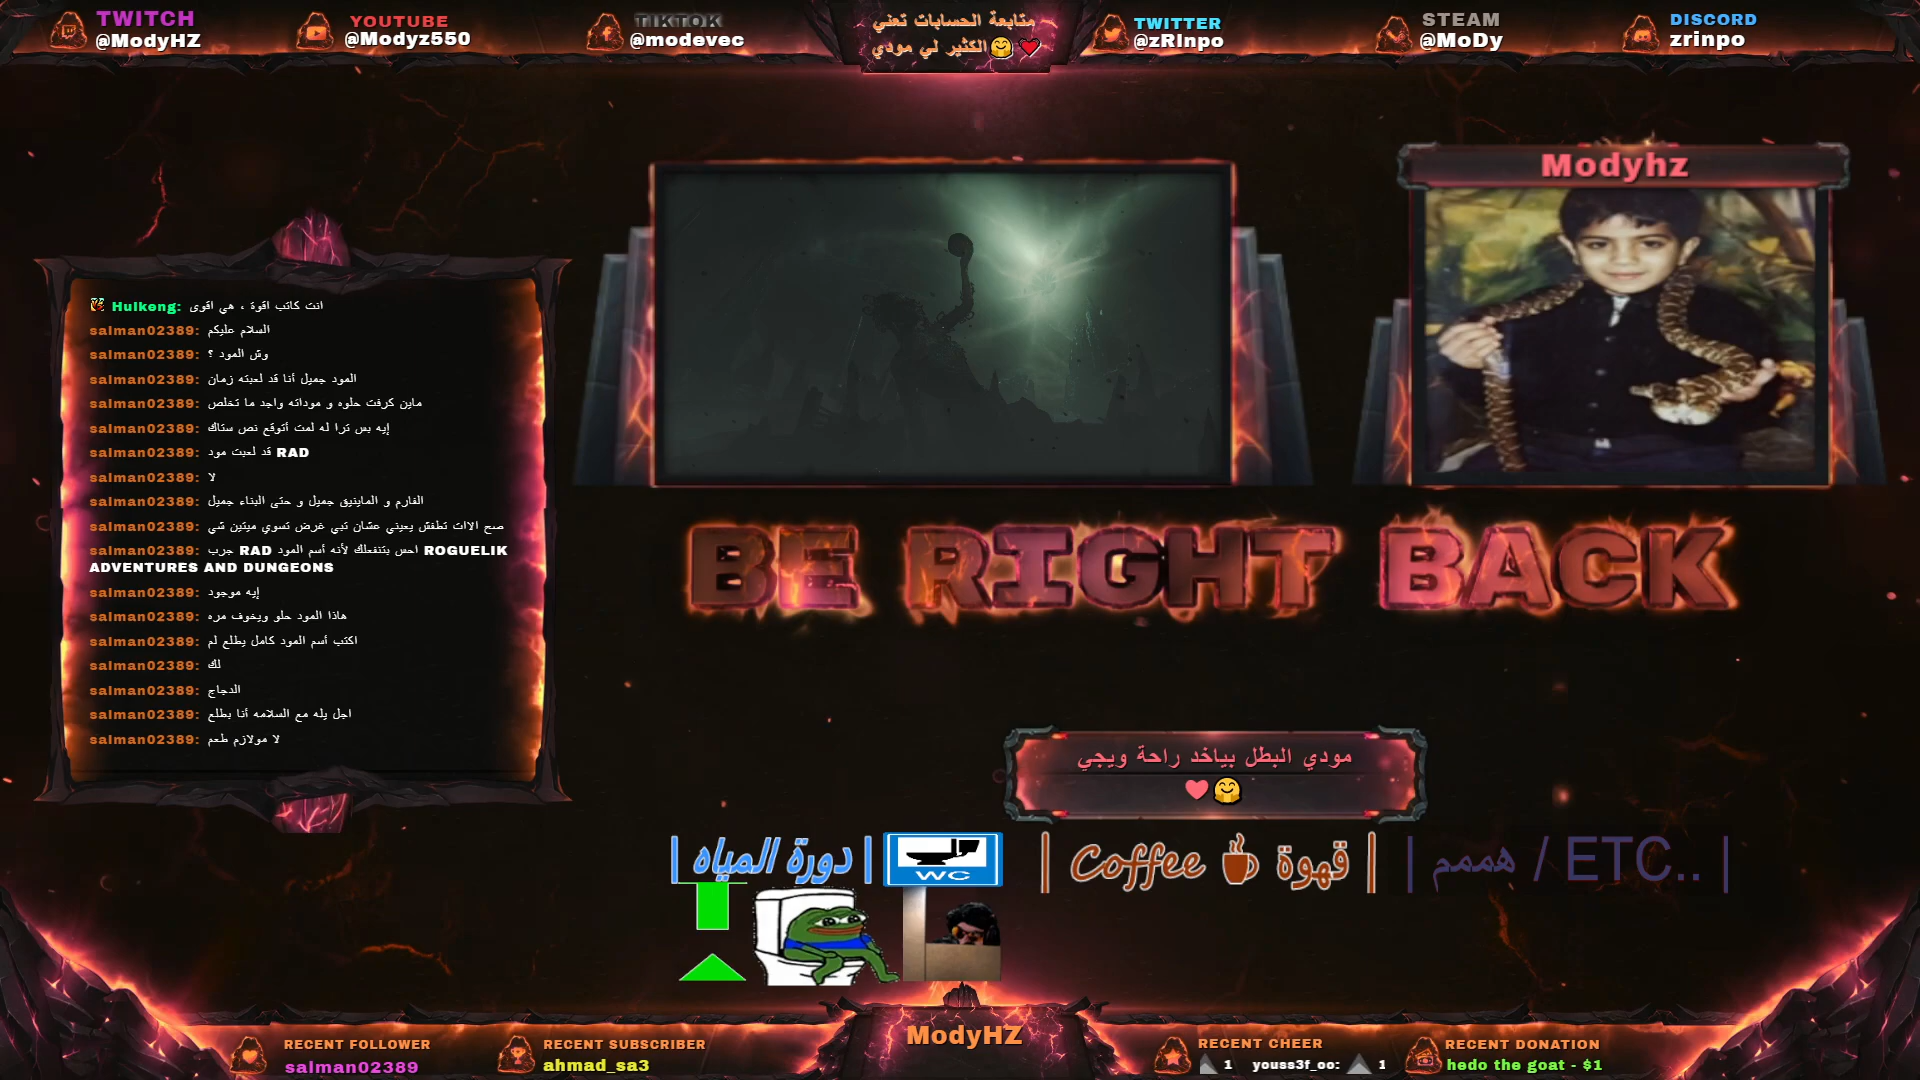 TWITCH
@ModyHZ
YOUTUBE
@Modyz550
TIKTOK
@modevec
متابعة الحسابات تعني
الكثير لي مودي🤗❤️
TWITTER
@zRInpo
STEAM
@MoDy
DISCORD
zrinpo
Modyhz
Hulkeng: انت كاتب اقوة ، هي اقوى
salman02389: السلام عليكم
salman02389: وش المود ؟
salman02389: المود جميل أنا قد لعبته زمان
salman02389: ماين كرفت حلوه و موداته واجد ما تخلص
salman02389: إيه بس ترا له لمت أتوقع نص ستاك
salman02389: قد لعبت مود RAD
salman02389: لا
salman02389: الفارم و الماينيق جميل و حتى البناء جميل
salman02389: صح الاات تطفش يعيني عشان تبي غرض تسوي ميتين شي
salman02389: جرب RAD احس بتنفعلك لأنه أسم المود ROGUELIK
ADVENTURES AND DUNGEONS
salman02389: إيه موجود
salman02389: هاذا المود حلو ويخوف مره
salman02389: اكتب أسم المود كامل يطلع لم
salman02389: لك
salman02389: الدجاج
salman02389: اجل يله مع السلامه أنا بطلع
salman02389: لا مولازم طعم
BE RIGHT BACK
مودي البطل بياخد راحة ويجي
❤️🤗
| دورة المياه |
WC
| Coffee ☕ قهوة |
| هممم / ETC.. |
ModyHZ
RECENT FOLLOWER
salman02389
RECENT SUBSCRIBER
ahmad_sa3
RECENT CHEER
1 youss3f_oo: 1
RECENT DONATION
hedo the goat - $1